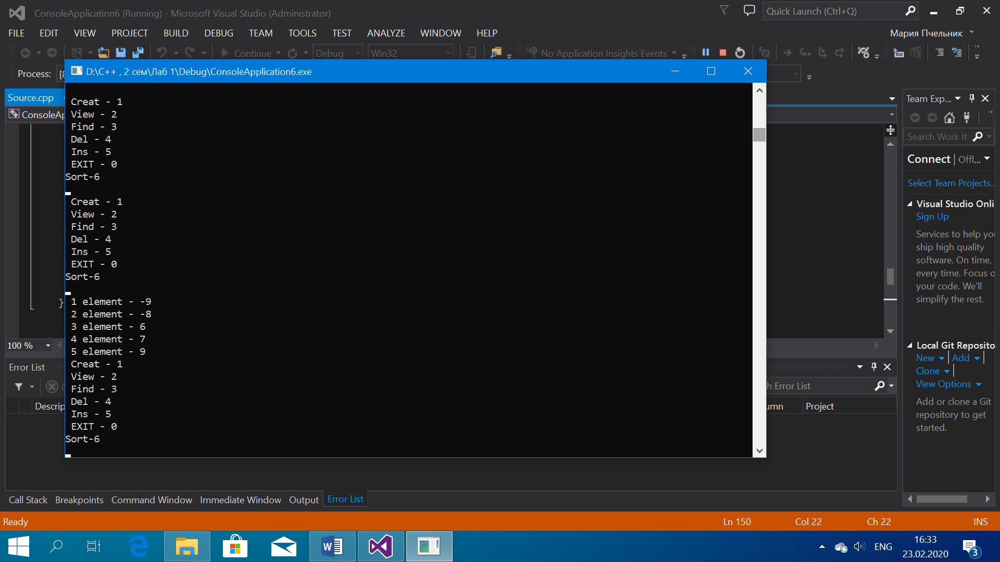 ConsoleApplication6 (Running) - Microsoft Visual Studio (Administrator)
Quick Launch (Ctrl+Q)
FILE EDIT VIEW PROJECT BUILD DEBUG TEAM TOOLS TEST ANALYZE WINDOW HELP
Мария Пчельник
Continue Debug Win32 No Application Insights Events
Process:
D:\C++ , 2 сем\Лаб 1\Debug\ConsoleApplication6.exe
Source.cpp
ConsoleAp
Creat - 1
View - 2
Find - 3
Del - 4
Ins - 5
EXIT - 0
Sort-6
Creat - 1
View - 2
Find - 3
Del - 4
Ins - 5
EXIT - 0
Sort-6
1 element - -9
2 element - -8
3 element - 6
4 element - 7
5 element - 9
Creat - 1
View - 2
Find - 3
Del - 4
Ins - 5
EXIT - 0
Sort-6
}
100 %
Error List
h Error List
Descrip
umn
Project
Team Exp...
Search Work It
Connect | Offl...
Select Team Projects..
Visual Studio Onli
Sign Up
Services to help you
ship high quality
software. On time,
every time. Focus o
your code. We'll
simplify the rest.
Local Git Reposito
New | Add |
Clone |
View Options
Add or clone a Git
repository to get
started.
Call Stack Breakpoints Command Window Immediate Window Output Error List
Ready
Ln 150 Col 22 Ch 22 INS
ENG
16:33
23.02.2020
3